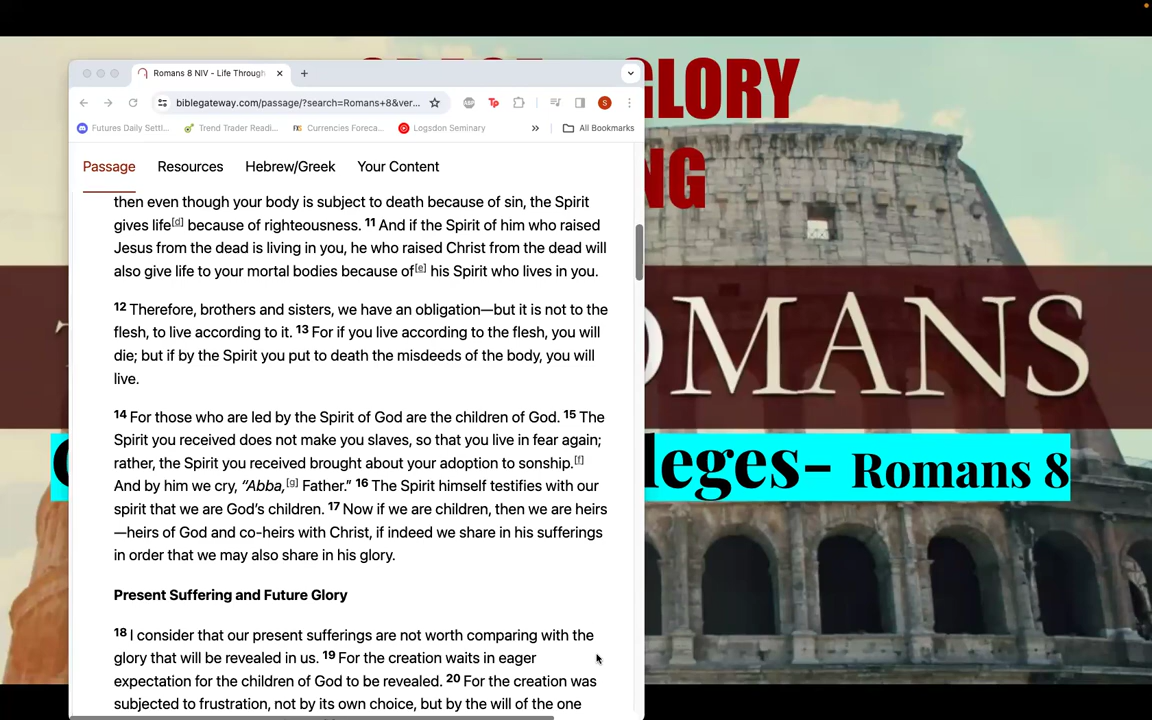 GLORY
NG
Romans 8 NIV - Life Through
biblegateway.com/passage/?search=Romans+8&ver...
Futures Daily Settl... Trend Trader Readi... Currencies Foreca... Logsdon Seminary » All Bookmarks
Passage Resources Hebrew/Greek Your Content
then even though your body is subject to death because of sin, the Spirit
gives life[d] because of righteousness. 11 And if the Spirit of him who raised
Jesus from the dead is living in you, he who raised Christ from the dead will
also give life to your mortal bodies because of[e] his Spirit who lives in you.
12 Therefore, brothers and sisters, we have an obligation—but it is not to the
flesh, to live according to it. 13 For if you live according to the flesh, you will
die; but if by the Spirit you put to death the misdeeds of the body, you will
live.
14 For those who are led by the Spirit of God are the children of God. 15 The
Spirit you received does not make you slaves, so that you live in fear again;
rather, the Spirit you received brought about your adoption to sonship.[f]
And by him we cry, “Abba,[g] Father.” 16 The Spirit himself testifies with our
spirit that we are God’s children. 17 Now if we are children, then we are heirs
—heirs of God and co-heirs with Christ, if indeed we share in his sufferings
in order that we may also share in his glory.
Present Suffering and Future Glory
18 I consider that our present sufferings are not worth comparing with the
glory that will be revealed in us. 19 For the creation waits in eager
expectation for the children of God to be revealed. 20 For the creation was
subjected to frustration, not by its own choice, but by the will of the one
OMANS
leges- Romans 8